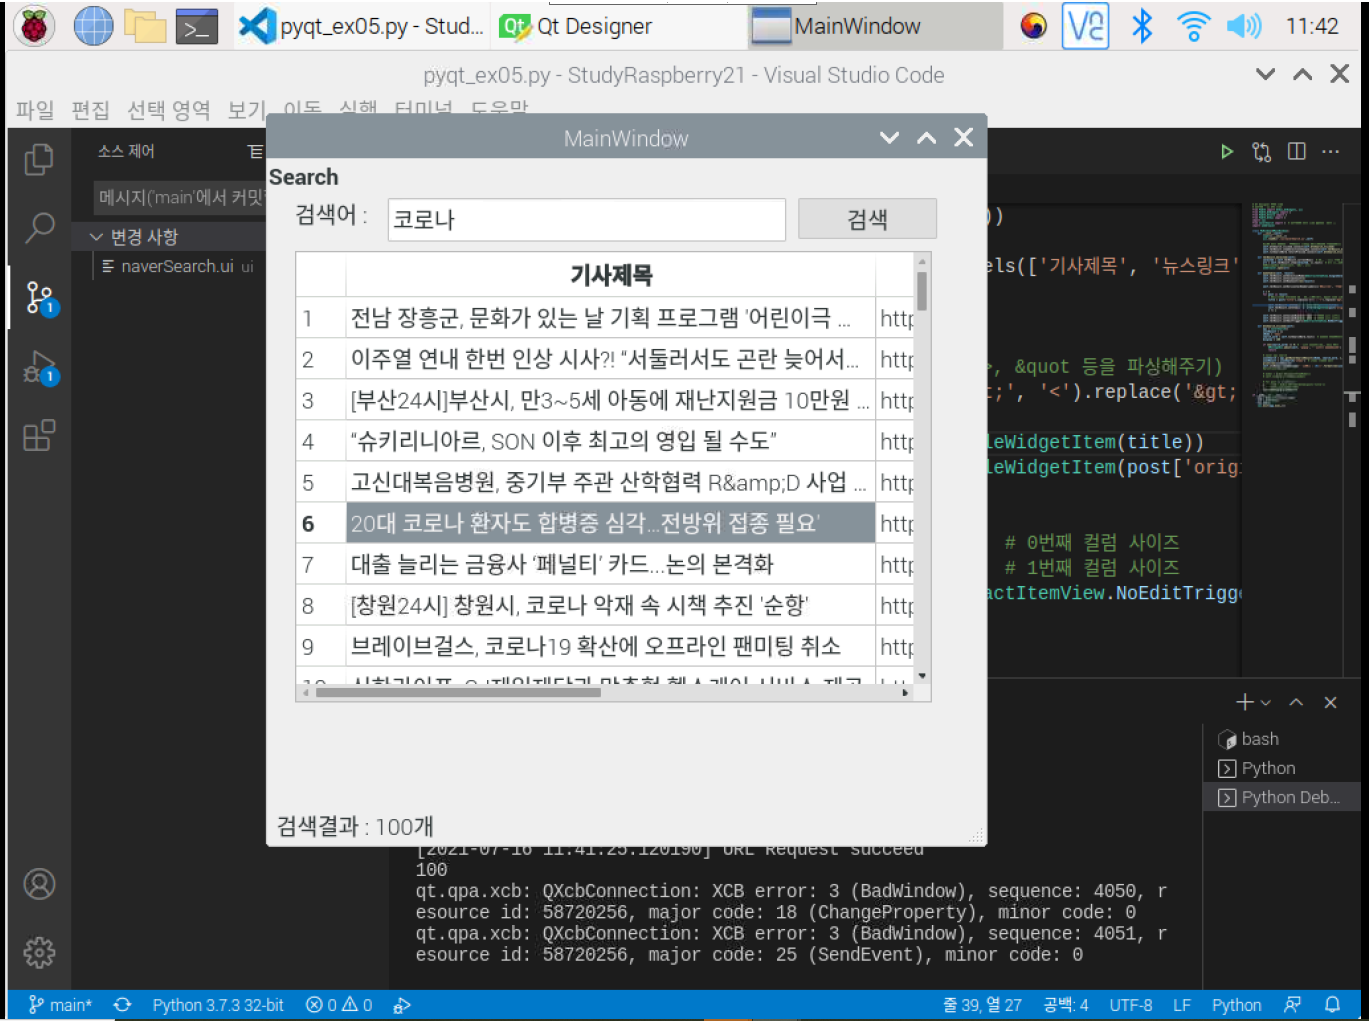 pyqt_ex05.py - Stud...
Qt Designer
MainWindow
11:42
pyqt_ex05.py - StudyRaspberry21 - Visual Studio Code
파일 편집 선택 영역 보기 이동 실행 터미널 도움말
소스 제어
메시지('main'에서 커밋
변경 사항
naverSearch.ui ui
1
1
MainWindow
Search
검색어 :
코로나
검색
기사제목
1 전남 장흥군, 문화가 있는 날 기획 프로그램 '어린이극 ... http
2 이주열 연내 한번 인상 시사?! “서둘러서도 곤란 늦어서... http
3 [부산24시]부산시, 만3~5세 아동에 재난지원금 10만원 ... http
4 “슈키리니아르, SON 이후 최고의 영입 될 수도” http
5 고신대복음병원, 중기부 주관 산학협력 R&amp;D 사업 ... http
6 20대 코로나 환자도 합병증 심각...전방위 접종 필요' http
7 대출 늘리는 금융사 ‘페널티’ 카드...논의 본격화 http
8 [창원24시] 창원시, 코로나 악재 속 시책 추진 '순항' http
9 브레이브걸스, 코로나19 확산에 오프라인 팬미팅 취소 http
검색결과 : 100개
))
els(['기사제목', '뉴스링크'
>, &quot 등을 파싱해주기)
t;', '<').replace('&gt;
leWidgetItem(title))
leWidgetItem(post['orig
# 0번째 컬럼 사이즈
# 1번째 컬럼 사이즈
actItemView.NoEditTrigge
bash
Python
Python Deb...
[2021-07-16 11:41:25.120190] URL Request succeed
100
qt.qpa.xcb: QXcbConnection: XCB error: 3 (BadWindow), sequence: 4050, r
esource id: 58720256, major code: 18 (ChangeProperty), minor code: 0
qt.qpa.xcb: QXcbConnection: XCB error: 3 (BadWindow), sequence: 4051, r
esource id: 58720256, major code: 25 (SendEvent), minor code: 0
main* Python 3.7.3 32-bit 0 0 줄 39, 열 27 공백: 4 UTF-8 LF Python